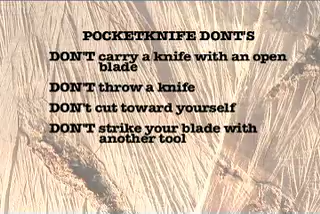 POCKETKNIFE DONT'S
DON'T carry a knife with an open
blade
DON'T throw a knife
DON't cut toward yourself
DON'T strike your blade with
another tool